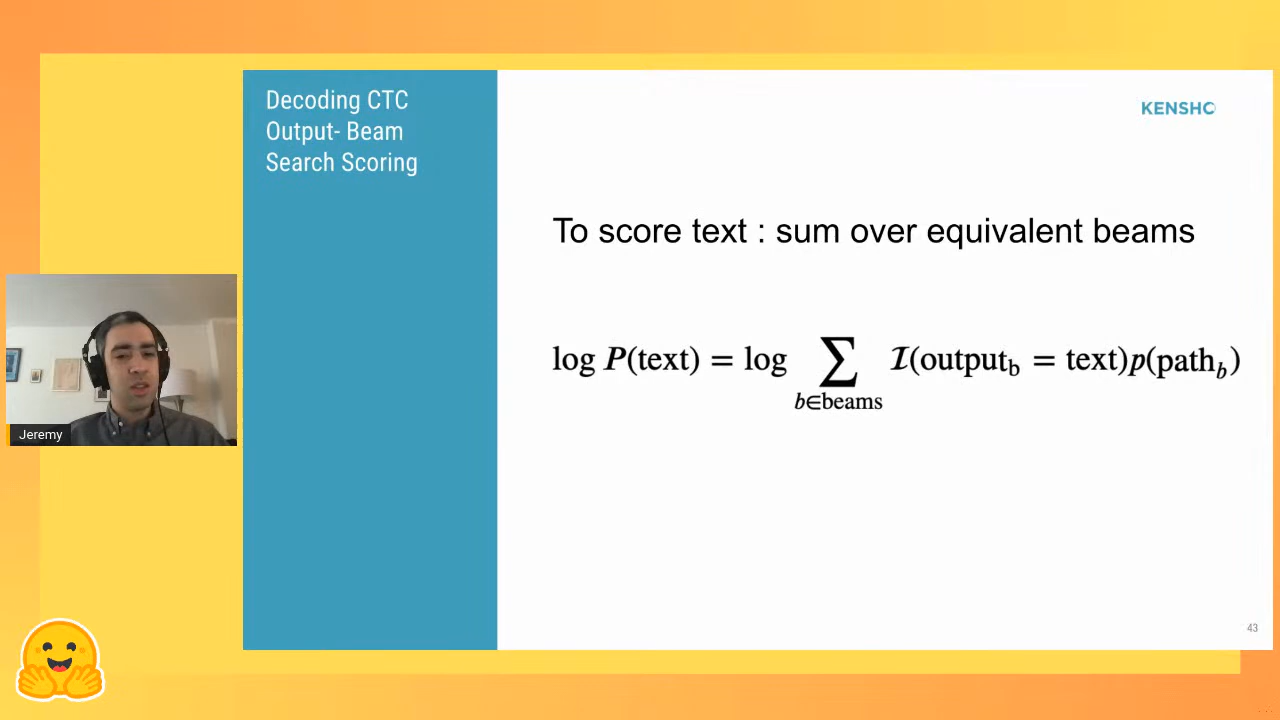 Decoding CTC
Output- Beam
Search Scoring
KENSHO
To score text : sum over equivalent beams
log P(text) = log ∑ 𝓘(output_b = text)p(path_b)
b∈beams
Jeremy
43